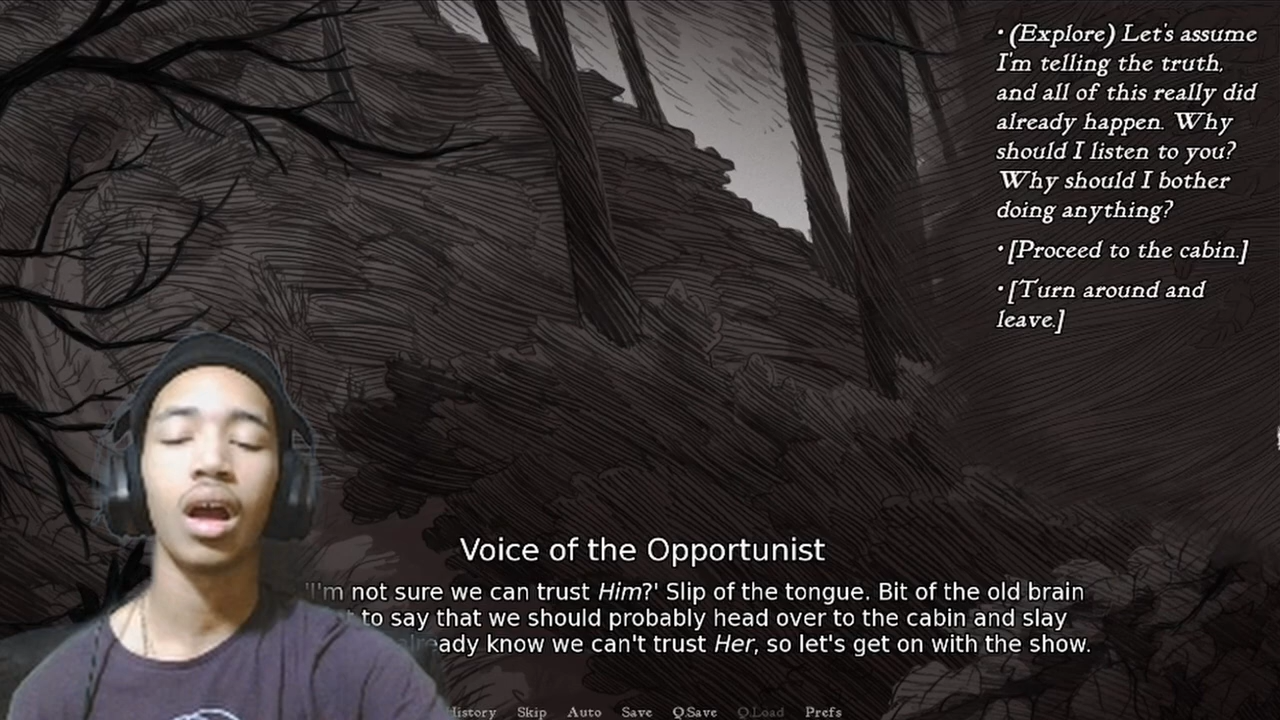 • (Explore) Let's assume
I'm telling the truth,
and all of this really did
already happen. Why
should I listen to you?
Why should I bother
doing anything?
• [Proceed to the cabin.]
• [Turn around and
leave.]
Voice of the Opportunist
'I'm not sure we can trust Him?' Slip of the tongue. Bit of the old brain
to say that we should probably head over to the cabin and slay
already know we can't trust Her, so let's get on with the show.
History Skip Auto Save Q.Save Q.Load Prefs